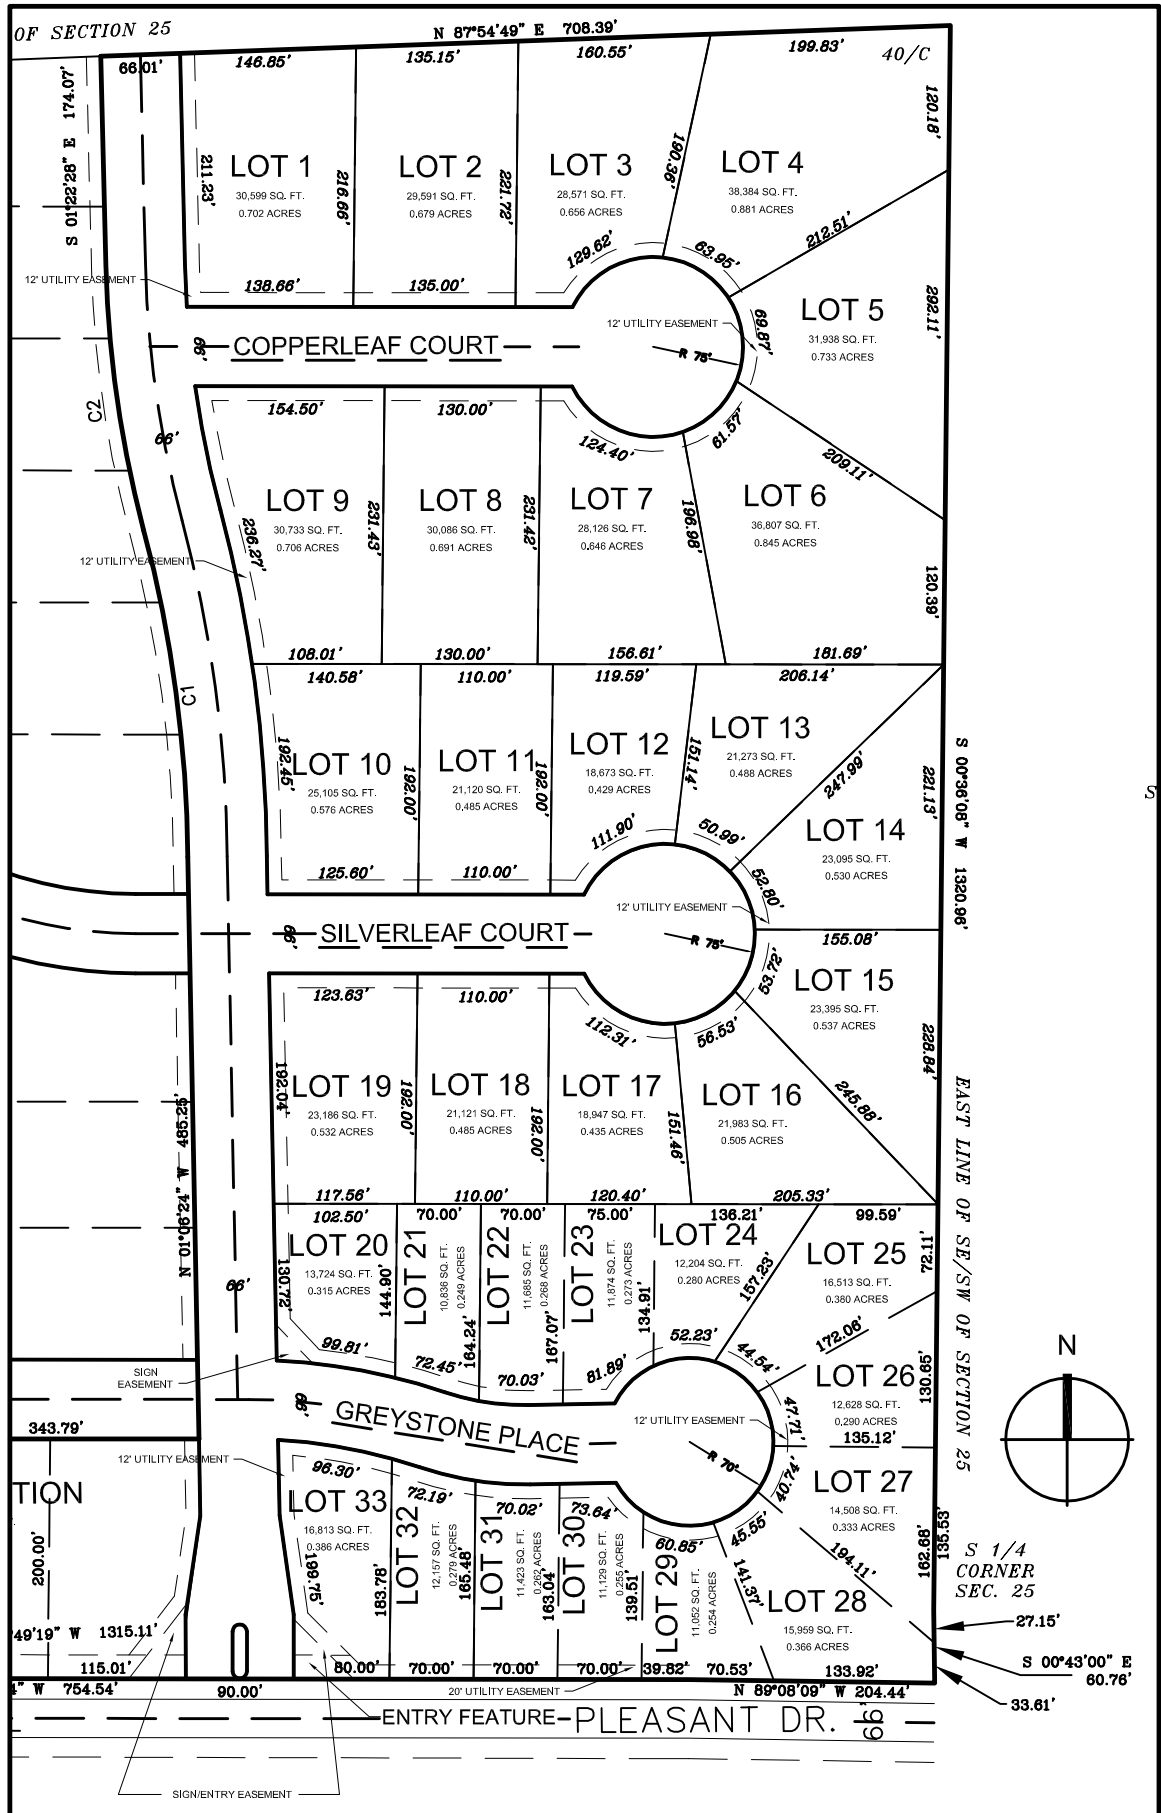 OF SECTION 25
N 87°54'49" E 708.39'
66.01'
146.85'
135.15'
160.55'
199.83'
40/C
S 01°22'28" E 174.07'
211.23'
LOT 1
30,599 SQ. FT.
0.702 ACRES
216.66'
LOT 2
29,591 SQ. FT.
0.679 ACRES
221.72'
LOT 3
28,571 SQ. FT.
0.656 ACRES
190.36'
LOT 4
38,384 SQ. FT.
0.881 ACRES
120.18'
212.51'
129.62'
63.95'
12' UTILITY EASEMENT
138.66'
135.00'
LOT 5
31,938 SQ. FT.
0.733 ACRES
292.11'
12' UTILITY EASEMENT
69.87'
66'
COPPERLEAF COURT
R 75'
C2
66'
154.50'
130.00'
124.40'
61.57'
209.11'
LOT 9
30,733 SQ. FT.
0.706 ACRES
236.27'
231.43'
LOT 8
30,086 SQ. FT.
0.691 ACRES
231.42'
LOT 7
28,126 SQ. FT.
0.646 ACRES
196.98'
LOT 6
36,807 SQ. FT.
0.845 ACRES
120.39'
12' UTILITY EASEMENT
108.01'
130.00'
156.61'
181.69'
140.58'
110.00'
119.59'
206.14'
C1
192.45'
LOT 10
25,105 SQ. FT.
0.576 ACRES
192.00'
LOT 11
21,120 SQ. FT.
0.485 ACRES
192.00'
LOT 12
18,673 SQ. FT.
0.429 ACRES
151.14'
LOT 13
21,273 SQ. FT.
0.488 ACRES
247.99'
221.13'
S 00°36'08" W 1320.96'
S
LOT 14
23,095 SQ. FT.
0.530 ACRES
125.60'
110.00'
111.90'
50.99'
52.80'
12' UTILITY EASEMENT
66'
SILVERLEAF COURT
R 75'
155.08'
53.72'
LOT 15
23,395 SQ. FT.
0.537 ACRES
228.84'
123.63'
110.00'
112.31'
56.53'
245.88'
N 01°06'24" W 485.25'
192.04'
LOT 19
23,186 SQ. FT.
0.532 ACRES
192.00'
LOT 18
21,121 SQ. FT.
0.485 ACRES
192.00'
LOT 17
18,947 SQ. FT.
0.435 ACRES
151.46'
LOT 16
21,983 SQ. FT.
0.505 ACRES
EAST LINE OF SE/SW OF SECTION 25
117.56'
110.00'
120.40'
205.33'
102.50'
70.00'
70.00'
75.00'
136.21'
99.59'
66'
130.72'
LOT 20
13,724 SQ. FT.
0.315 ACRES
144.90'
LOT 21
10,836 SQ. FT.
0.249 ACRES
164.24'
LOT 22
11,685 SQ. FT.
0.268 ACRES
167.07'
LOT 23
11,874 SQ. FT.
0.273 ACRES
134.91'
LOT 24
12,204 SQ. FT.
0.280 ACRES
157.23'
LOT 25
16,513 SQ. FT.
0.380 ACRES
72.11'
172.06'
99.81'
72.45'
70.03'
81.89'
52.23'
44.54'
47.71'
LOT 26
12,628 SQ. FT.
0.290 ACRES
130.65'
135.12'
N
SIGN
EASEMENT
343.79'
66'
GREYSTONE PLACE
12' UTILITY EASEMENT
R 70'
12' UTILITY EASEMENT
96.30'
72.19'
70.02'
73.64'
60.85'
45.55'
40.74'
LOT 27
14,508 SQ. FT.
0.333 ACRES
162.68'
135.53'
194.11'
TION
200.00'
LOT 33
16,813 SQ. FT.
0.386 ACRES
199.75'
183.78'
LOT 32
12,157 SQ. FT.
0.279 ACRES
165.48'
LOT 31
11,423 SQ. FT.
0.262 ACRES
163.04'
LOT 30
11,129 SQ. FT.
0.255 ACRES
139.51'
LOT 29
11,052 SQ. FT.
0.254 ACRES
141.37'
LOT 28
15,959 SQ. FT.
0.366 ACRES
S 1/4
CORNER
SEC. 25
27.15'
S 00°43'00" E
60.76'
33.61'
49'19" W 1315.11'
115.01'
80.00'
70.00'
70.00'
70.00'
39.82'
70.53'
133.92'
4" W 754.54'
90.00'
20' UTILITY EASEMENT
N 89°08'09" W 204.44'
ENTRY FEATURE
PLEASANT DR.
66'
SIGN/ENTRY EASEMENT